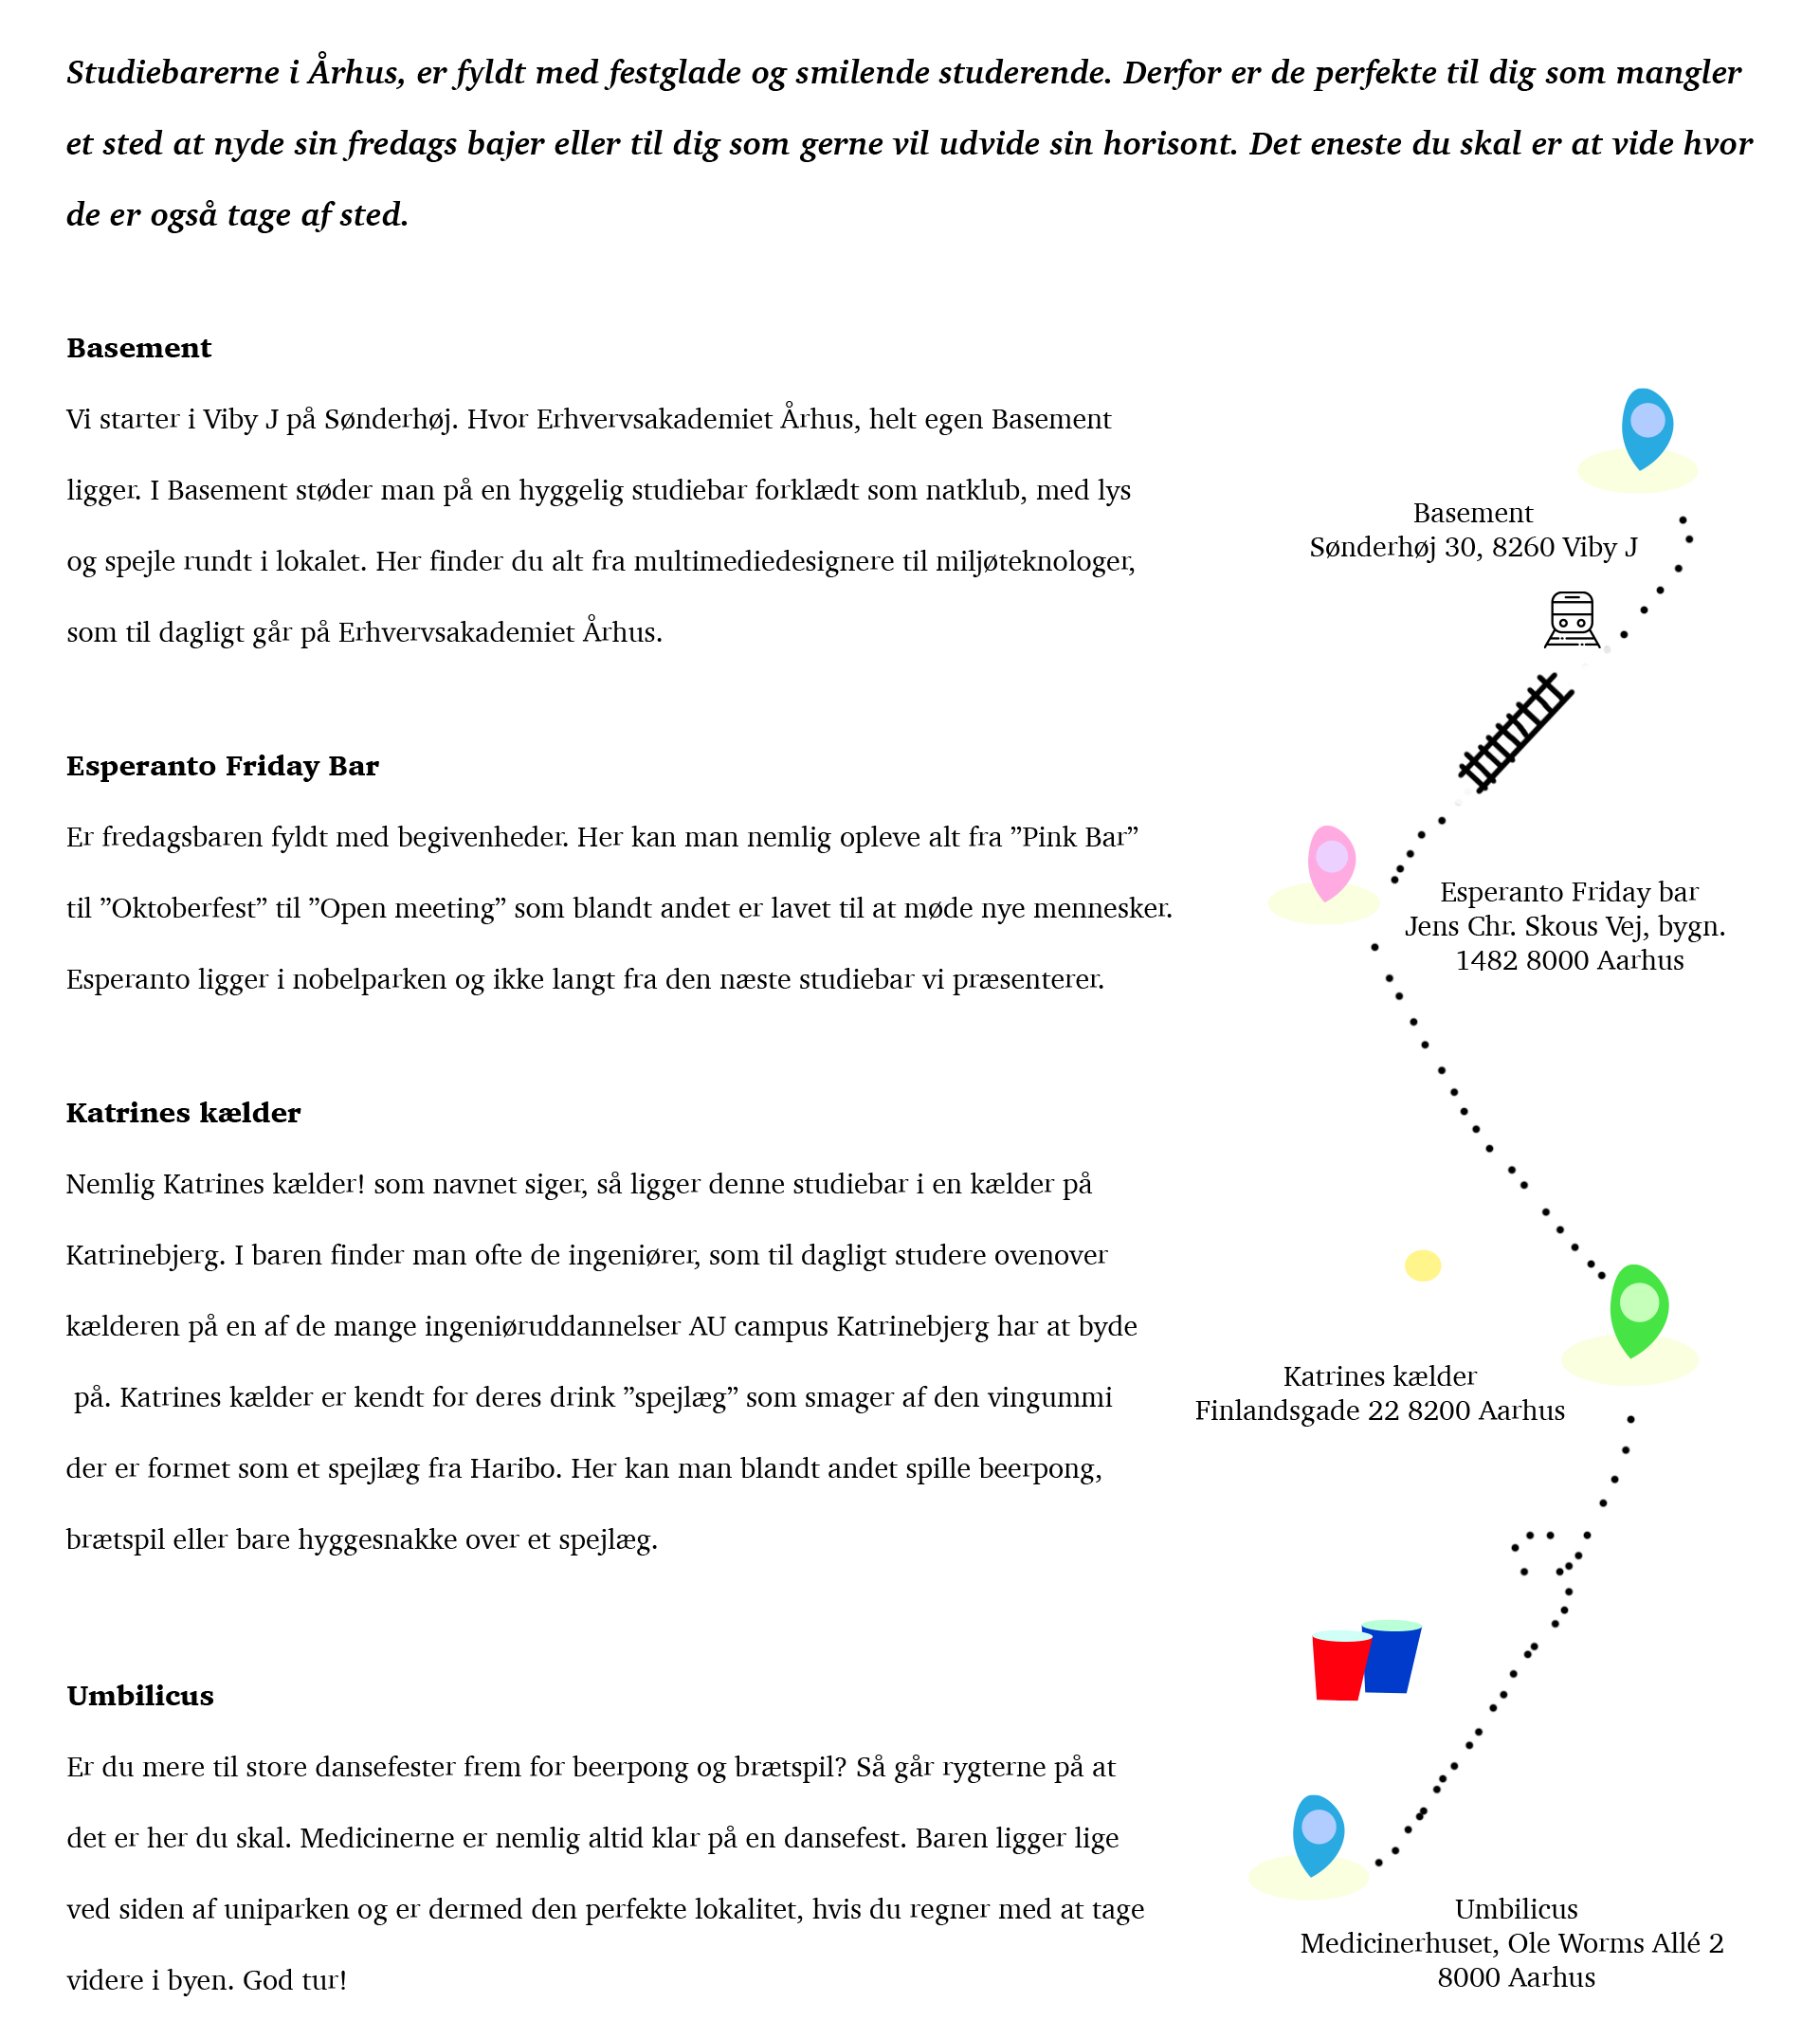 Studiebarerne i Århus, er fyldt med festglade og smilende studerende. Derfor er de perfekte til dig som mangler
et sted at nyde sin fredags bajer eller til dig som gerne vil udvide sin horisont. Det eneste du skal er at vide hvor
de er også tage af sted.
Basement
Vi starter i Viby J på Sønderhøj. Hvor Erhvervsakademiet Århus, helt egen Basement
ligger. I Basement støder man på en hyggelig studiebar forklædt som natklub, med lys
og spejle rundt i lokalet. Her finder du alt fra multimediedesignere til miljøteknologer,
som til dagligt går på Erhvervsakademiet Århus.
Basement
Sønderhøj 30, 8260 Viby J
Esperanto Friday Bar
Er fredagsbaren fyldt med begivenheder. Her kan man nemlig opleve alt fra ”Pink Bar”
til ”Oktoberfest” til ”Open meeting” som blandt andet er lavet til at møde nye mennesker.
Esperanto ligger i nobelparken og ikke langt fra den næste studiebar vi præsenterer.
Esperanto Friday bar
Jens Chr. Skous Vej, bygn.
1482 8000 Aarhus
Katrines kælder
Nemlig Katrines kælder! som navnet siger, så ligger denne studiebar i en kælder på
Katrinebjerg. I baren finder man ofte de ingeniører, som til dagligt studere ovenover
kælderen på en af de mange ingeniøruddannelser AU campus Katrinebjerg har at byde
på. Katrines kælder er kendt for deres drink ”spejlæg” som smager af den vingummi
der er formet som et spejlæg fra Haribo. Her kan man blandt andet spille beerpong,
brætspil eller bare hyggesnakke over et spejlæg.
Katrines kælder
Finlandsgade 22 8200 Aarhus
Umbilicus
Er du mere til store dansefester frem for beerpong og brætspil? Så går rygterne på at
det er her du skal. Medicinerne er nemlig altid klar på en dansefest. Baren ligger lige
ved siden af uniparken og er dermed den perfekte lokalitet, hvis du regner med at tage
videre i byen. God tur!
Umbilicus
Medicinerhuset, Ole Worms Allé 2
8000 Aarhus